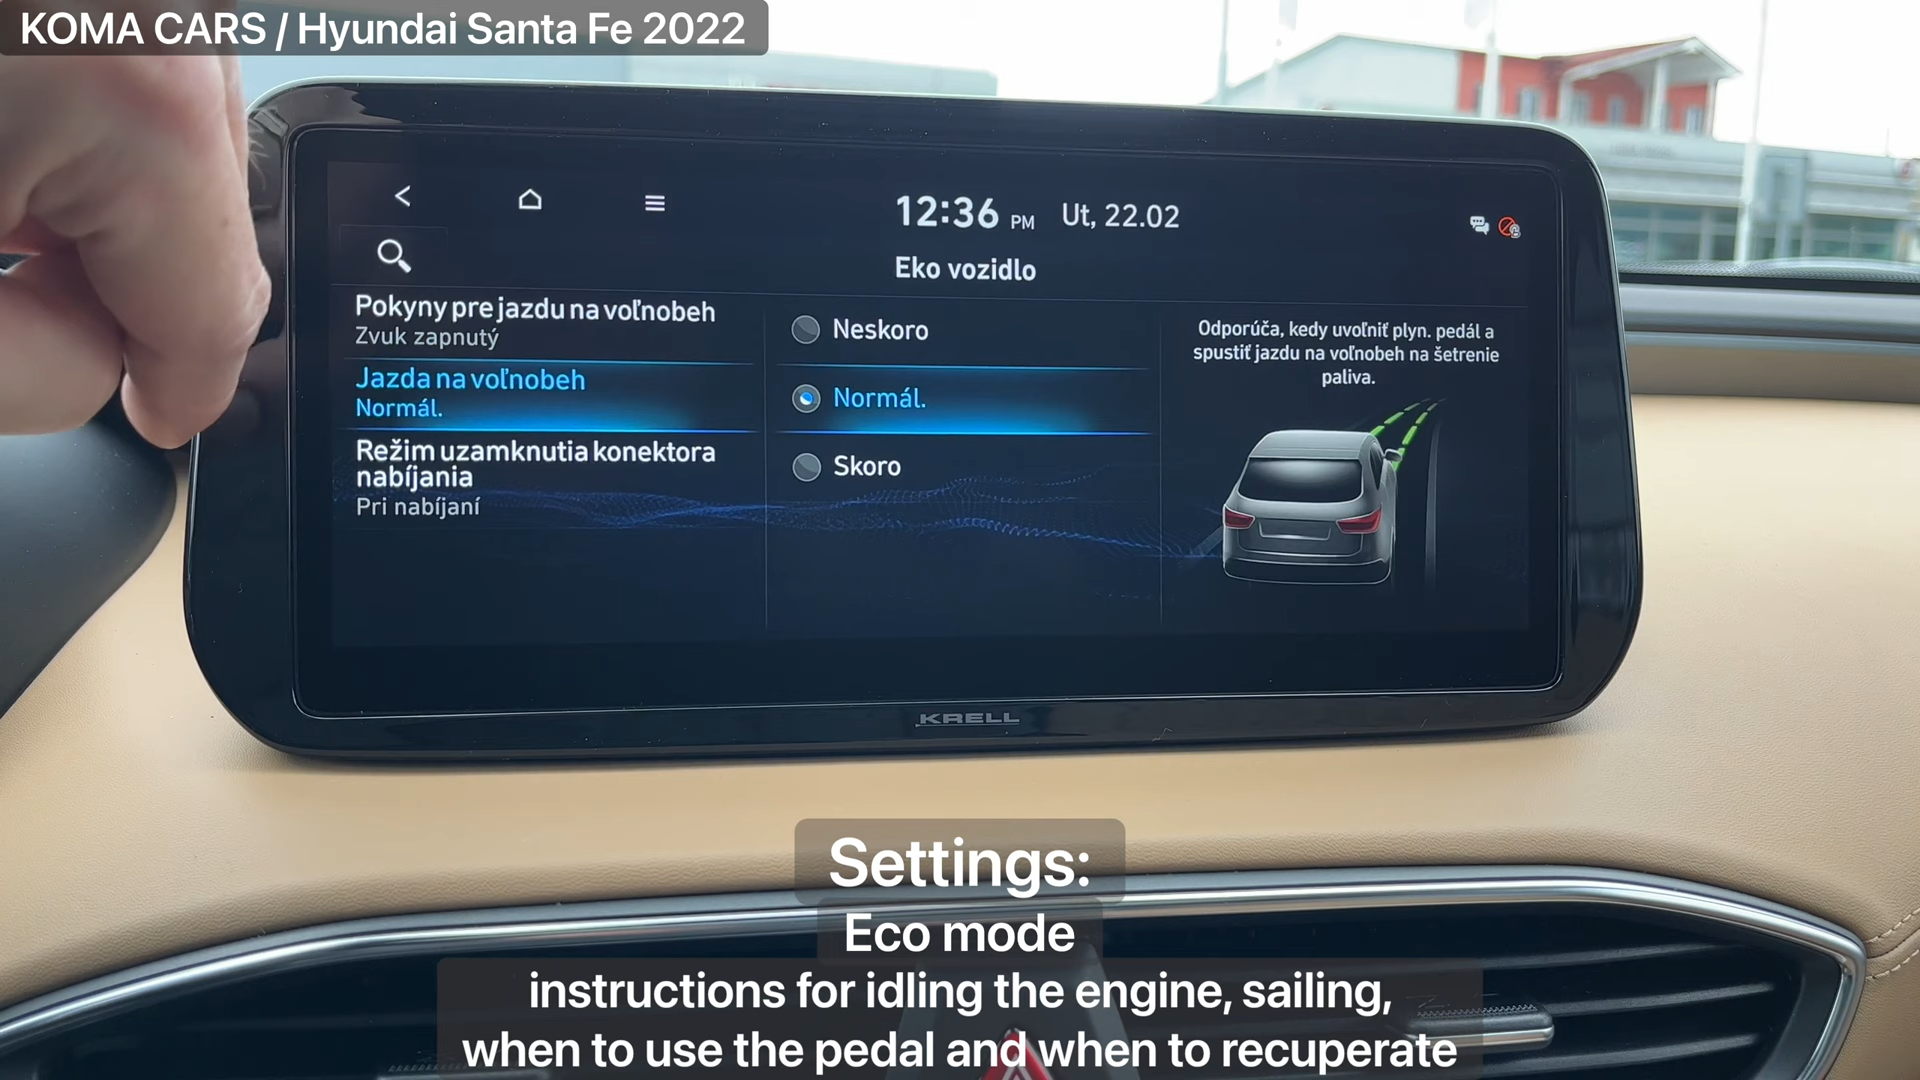 KOMA CARS / Hyundai Santa Fe 2022
12:36 PM Ut, 22.02
Eko vozidlo
Pokyny pre jazdu na voľnobeh
Zvuk zapnutý
Jazda na voľnobeh
Normál.
Režim uzamknutia konektora
nabíjania
Pri nabíjaní
Neskoro
Normál.
Skoro
Odporúča, kedy uvoľniť plyn. pedál a
spustiť jazdu na voľnobeh na šetrenie
paliva.
KRELL
Settings:
Eco mode
instructions for idling the engine, sailing,
when to use the pedal and when to recuperate